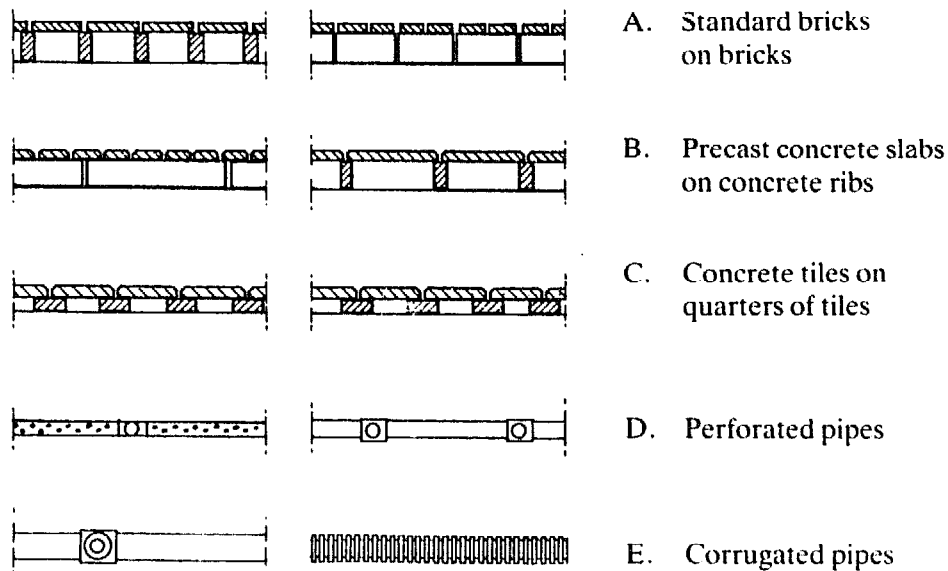 A. Standard bricks
on bricks
B. Precast concrete slabs
on concrete ribs
C. Concrete tiles on
quarters of tiles
D. Perforated pipes
E. Corrugated pipes